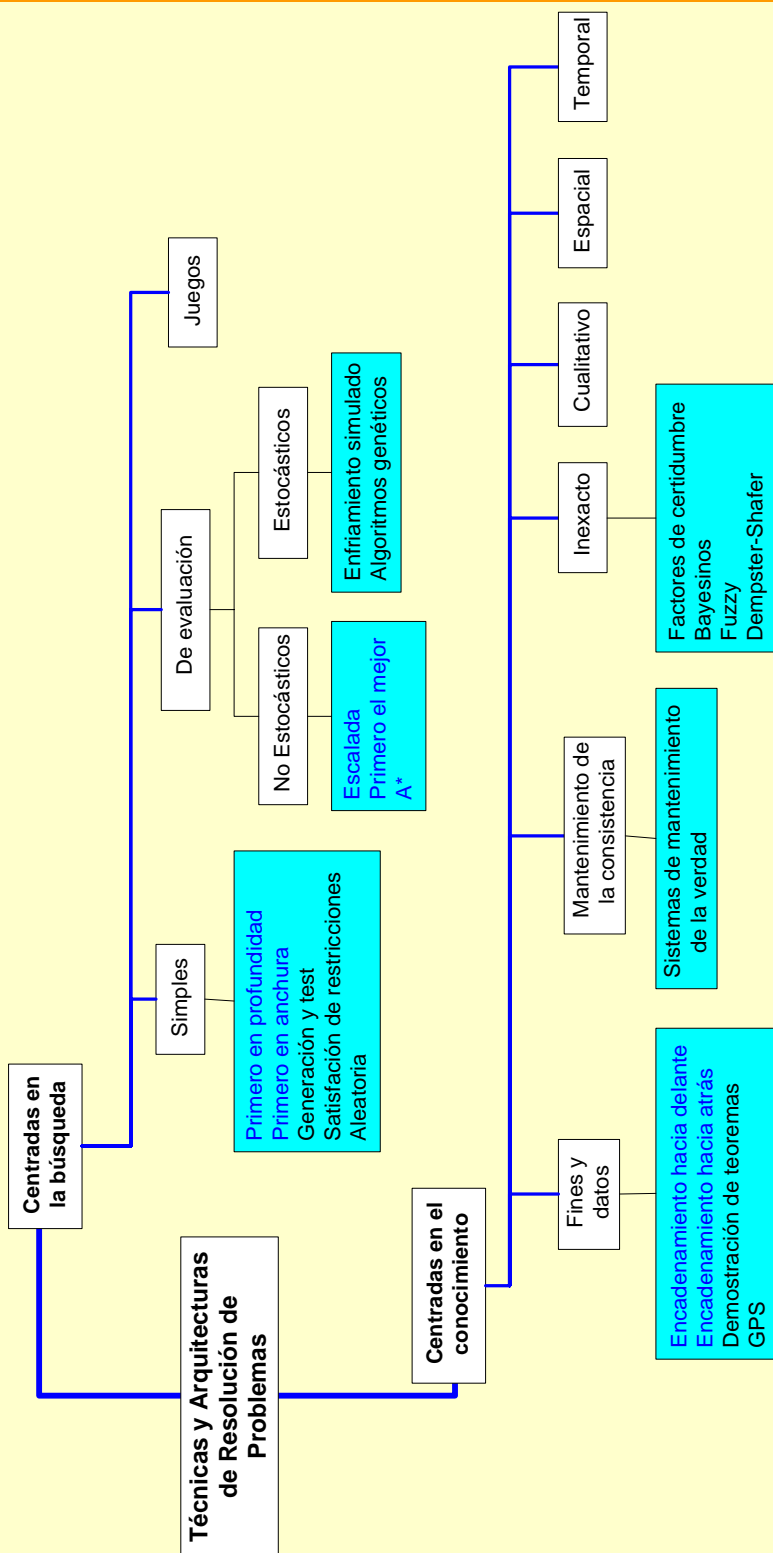 Técnicas y Arquitecturas
de Resolución de
Problemas
Centradas en
la búsqueda
Simples
Primero en profundidad
Primero en anchura
Generación y test
Satisfación de restricciones
Aleatoria
De evaluación
No Estocásticos
Escalada
Primero el mejor
A*
Estocásticos
Enfriamiento simulado
Algoritmos genéticos
Juegos
Centradas en el
conocimiento
Fines y
datos
Encadenamiento hacia delante
Encadenamiento hacia atrás
Demostración de teoremas
GPS
Mantenimiento de
la consistencia
Sistemas de mantenimiento
de la verdad
Inexacto
Factores de certidumbre
Bayesinos
Fuzzy
Dempster-Shafer
Cualitativo
Espacial
Temporal